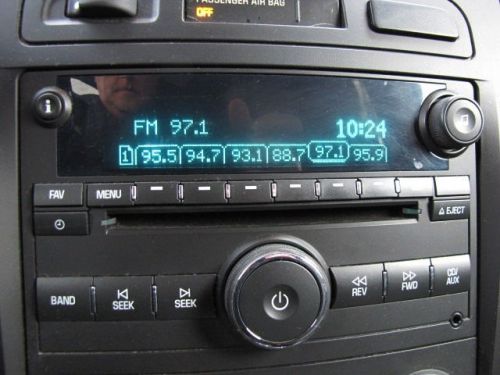 PASSENGER AIR BAG
OFF
FM 97.1 10:24
1 95.5 94.7 93.1 88.7 97.1 95.9
FAV MENU EJECT
BAND SEEK SEEK REV FWD CD/AUX